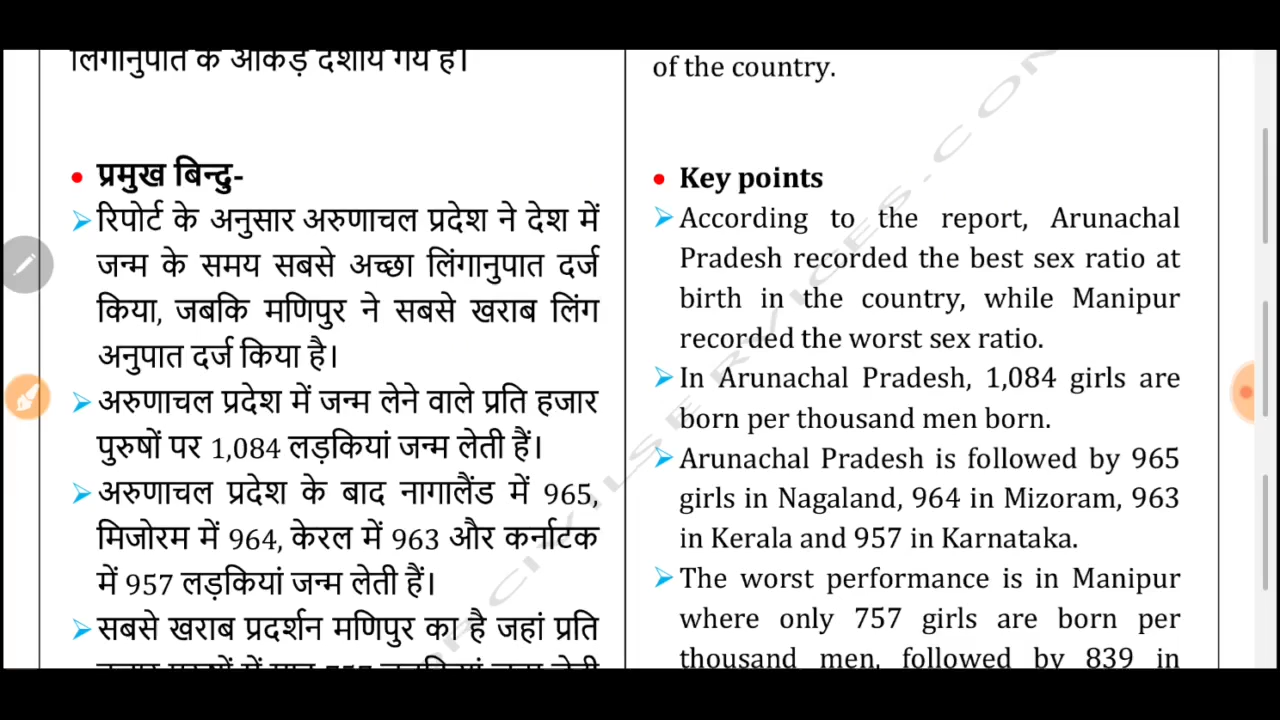 लिंगानुपात के आंकड़े दर्शाये गये हैं।
प्रमुख बिन्दु-
रिपोर्ट के अनुसार अरुणाचल प्रदेश ने देश में
जन्म के समय सबसे अच्छा लिंगानुपात दर्ज
किया, जबकि मणिपुर ने सबसे खराब लिंग
अनुपात दर्ज किया है।
अरुणाचल प्रदेश में जन्म लेने वाले प्रति हजार
पुरुषों पर 1,084 लड़कियां जन्म लेती हैं।
अरुणाचल प्रदेश के बाद नागालैंड में 965,
मिजोरम में 964, केरल में 963 और कर्नाटक
में 957 लड़कियां जन्म लेती हैं।
सबसे खराब प्रदर्शन मणिपुर का है जहां प्रति
of the country.
Key points
According to the report, Arunachal
Pradesh recorded the best sex ratio at
birth in the country, while Manipur
recorded the worst sex ratio.
In Arunachal Pradesh, 1,084 girls are
born per thousand men born.
Arunachal Pradesh is followed by 965
girls in Nagaland, 964 in Mizoram, 963
in Kerala and 957 in Karnataka.
The worst performance is in Manipur
where only 757 girls are born per
thousand men, followed by 839 in